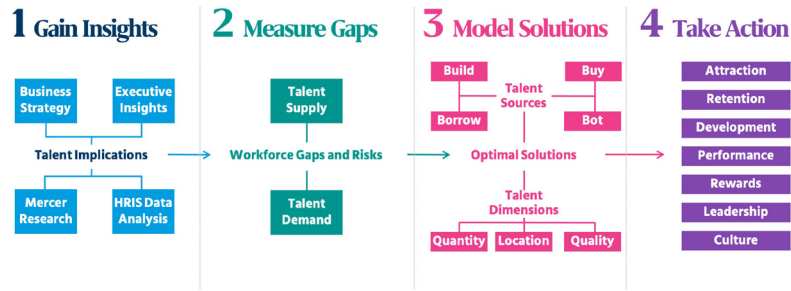 1 Gain Insights
Business
Strategy
Executive
Insights
Talent Implications
Mercer
Research
HRIS Data
Analysis
2 Measure Gaps
Talent
Supply
Workforce Gaps and Risks
Talent
Demand
3 Model Solutions
Build
Buy
Talent
Sources
Borrow
Bot
Optimal Solutions
Talent
Dimensions
Quantity
Location
Quality
4 Take Action
Attraction
Retention
Development
Performance
Rewards
Leadership
Culture